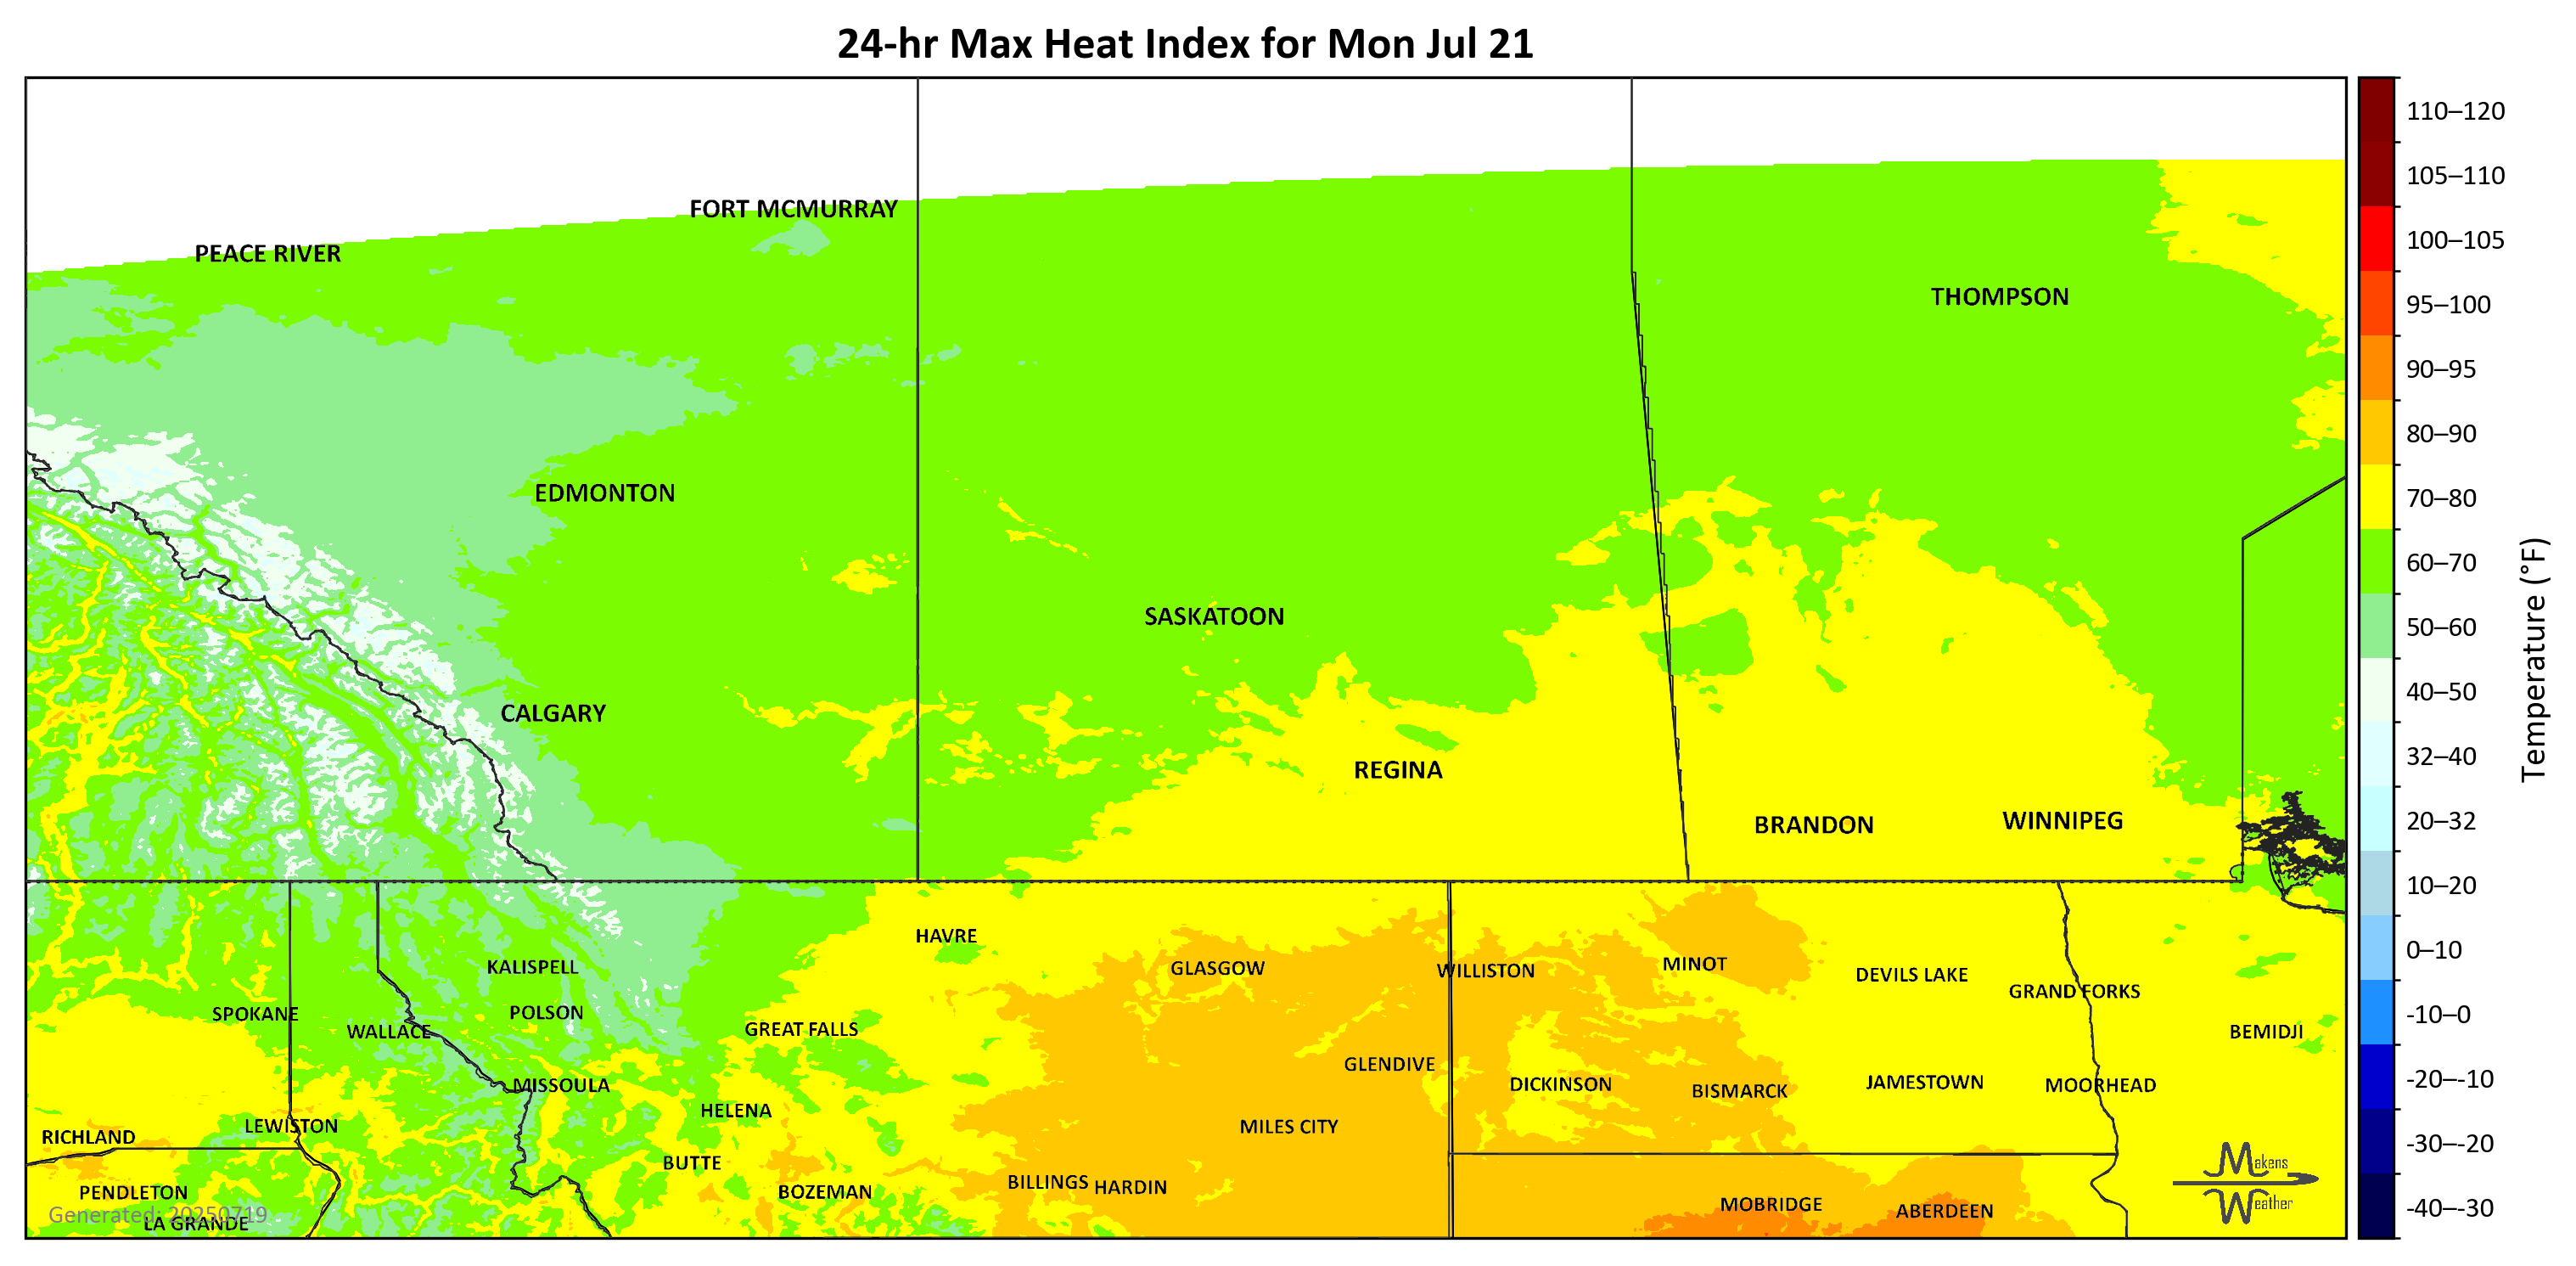 24-hr Max Heat Index for Mon Jul 21
110–120
105–110
FORT MCMURRAY
100–105
PEACE RIVER
THOMPSON
95–100
90–95
80–90
EDMONTON
70–80
60–70
SASKATOON
50–60
40–50
CALGARY
32–40
REGINA
20–32
BRANDON
WINNIPEG
10–20
HAVRE
0–10
KALISPELL
GLASGOW
WILLISTON
MINOT
DEVILS LAKE
GRAND FORKS
SPOKANE
POLSON
-10–0
WALLACE
GREAT FALLS
BEMIDJI
GLENDIVE
MISSOULA
DICKINSON
BISMARCK
JAMESTOWN
MOORHEAD
-20–-10
HELENA
LEWISTON
MILES CITY
RICHLAND
-30–-20
BUTTE
Makens
Weather
PENDLETON
BOZEMAN
BILLINGS
HARDIN
MOBRIDGE
ABERDEEN
-40–-30
Generated: 20250719
LA GRANDE
Temperature (°F)